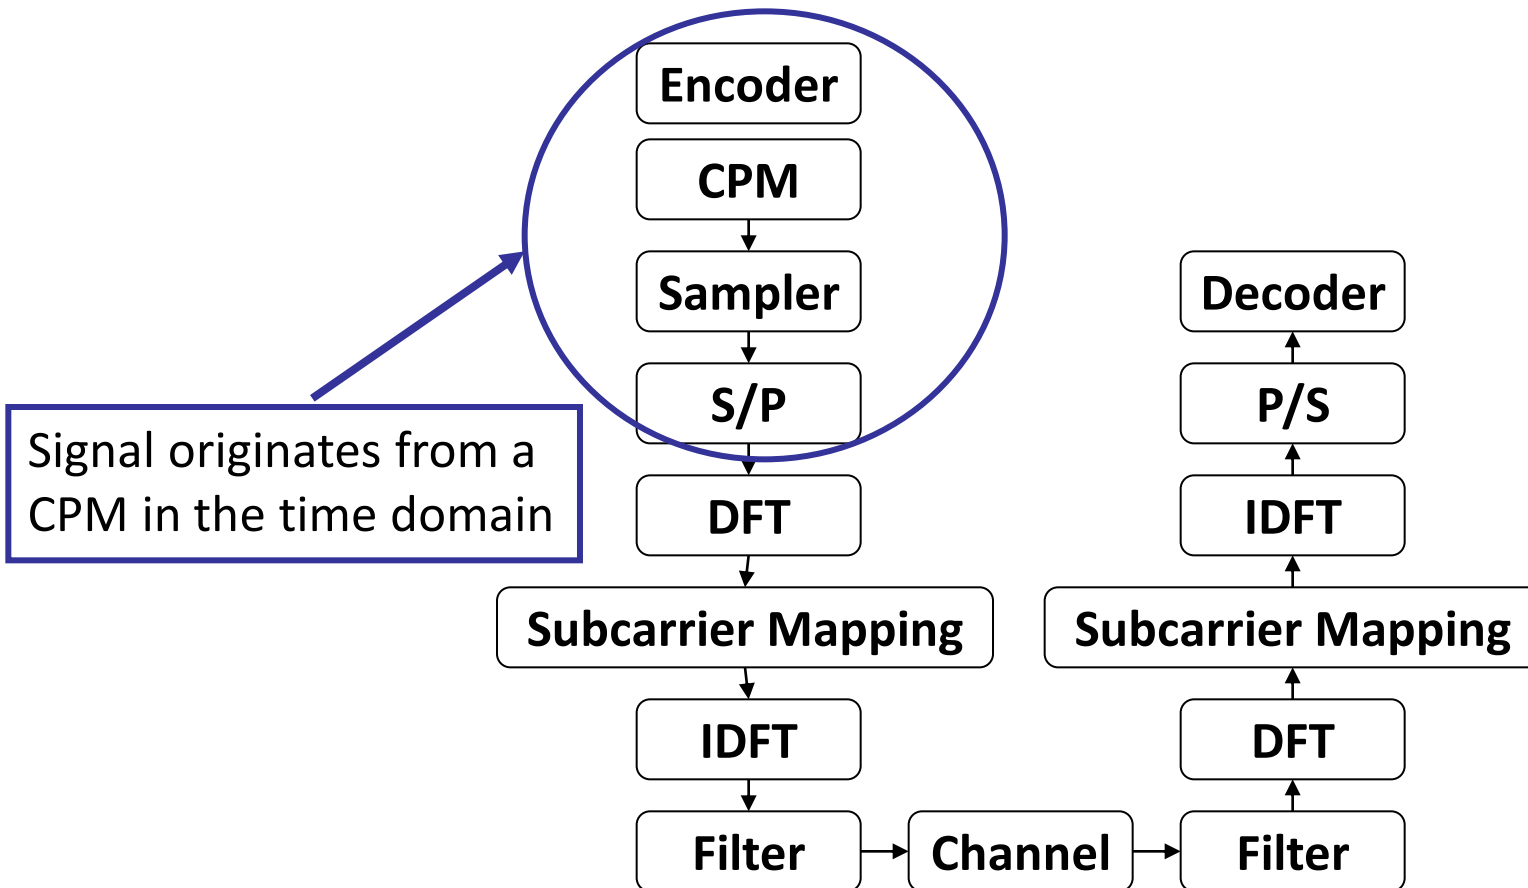 Encoder
CPM
Sampler
Decoder
S/P
P/S
Signal originates from a
CPM in the time domain
DFT
IDFT
Subcarrier Mapping
Subcarrier Mapping
IDFT
DFT
Filter
Channel
Filter